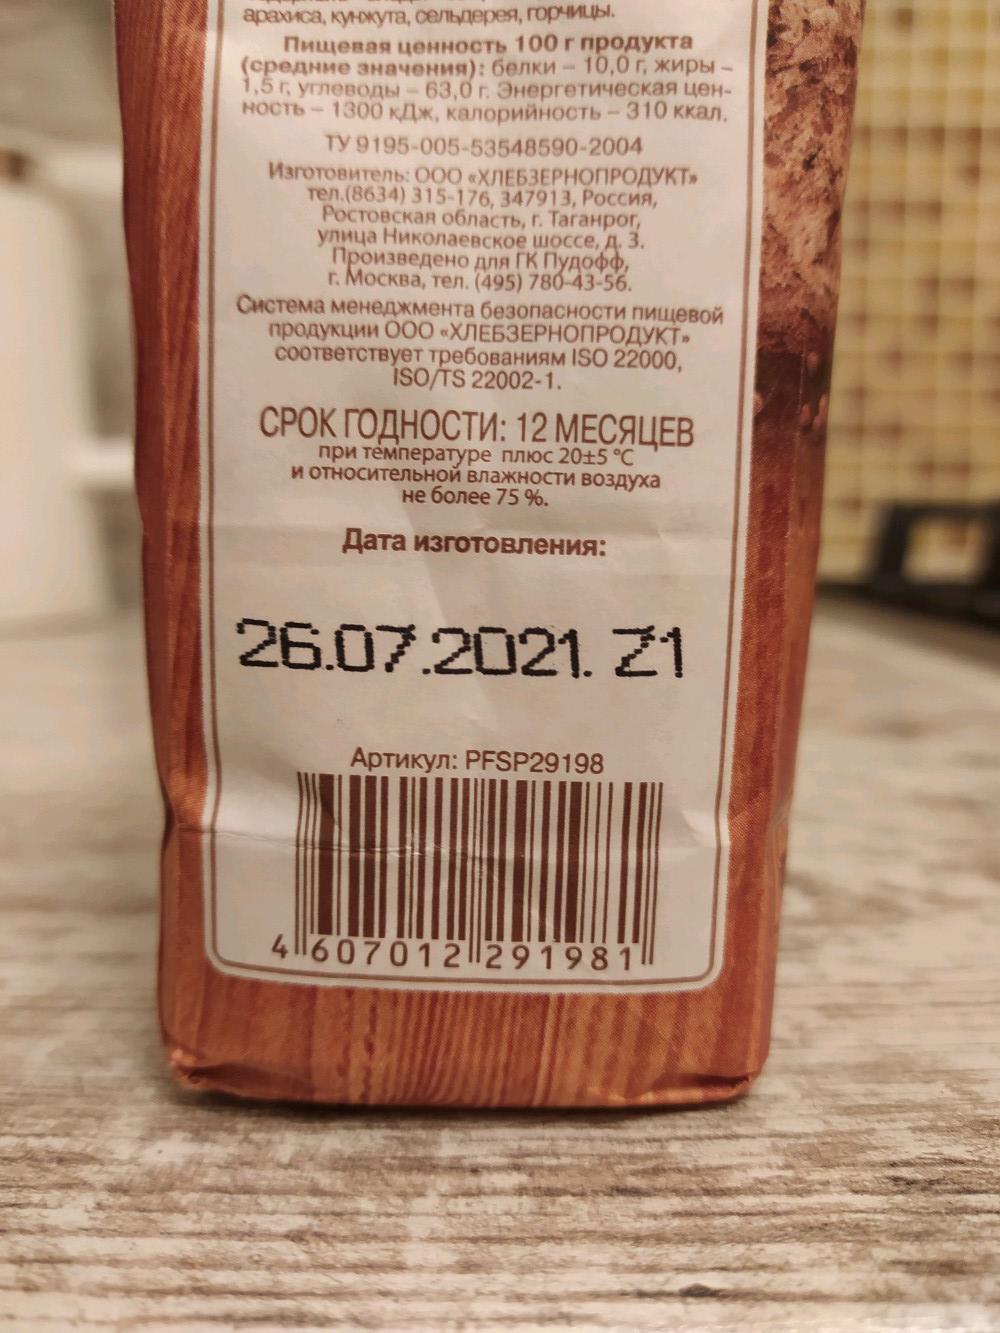 арахиса, кунжута, сельдерея, горчицы.
Пищевая ценность 100 г продукта
(средние значения): белки – 10,0 г, жиры –
1,5 г, углеводы – 63,0 г. Энергетическая цен-
ность – 1300 кДж, калорийность – 310 ккал.
ТУ 9195-005-53548590-2004
Изготовитель: ООО «ХЛЕБЗЕРНОПРОДУКТ»
тел.(8634) 315-176, 347913, Россия,
Ростовская область, г. Таганрог,
улица Николаевское шоссе, д. 3.
Произведено для ГК Пудофф,
г. Москва, тел. (495) 780-43-56.
Система менеджмента безопасности пищевой
продукции ООО «ХЛЕБЗЕРНОПРОДУКТ»
соответствует требованиям ISO 22000,
ISO/TS 22002-1.
СРОК ГОДНОСТИ: 12 МЕСЯЦЕВ
при температуре плюс 20±5 °С
и относительной влажности воздуха
не более 75 %.
Дата изготовления:
26.07.2021. Z1
Артикул: PFSP29198
4 607012 291981